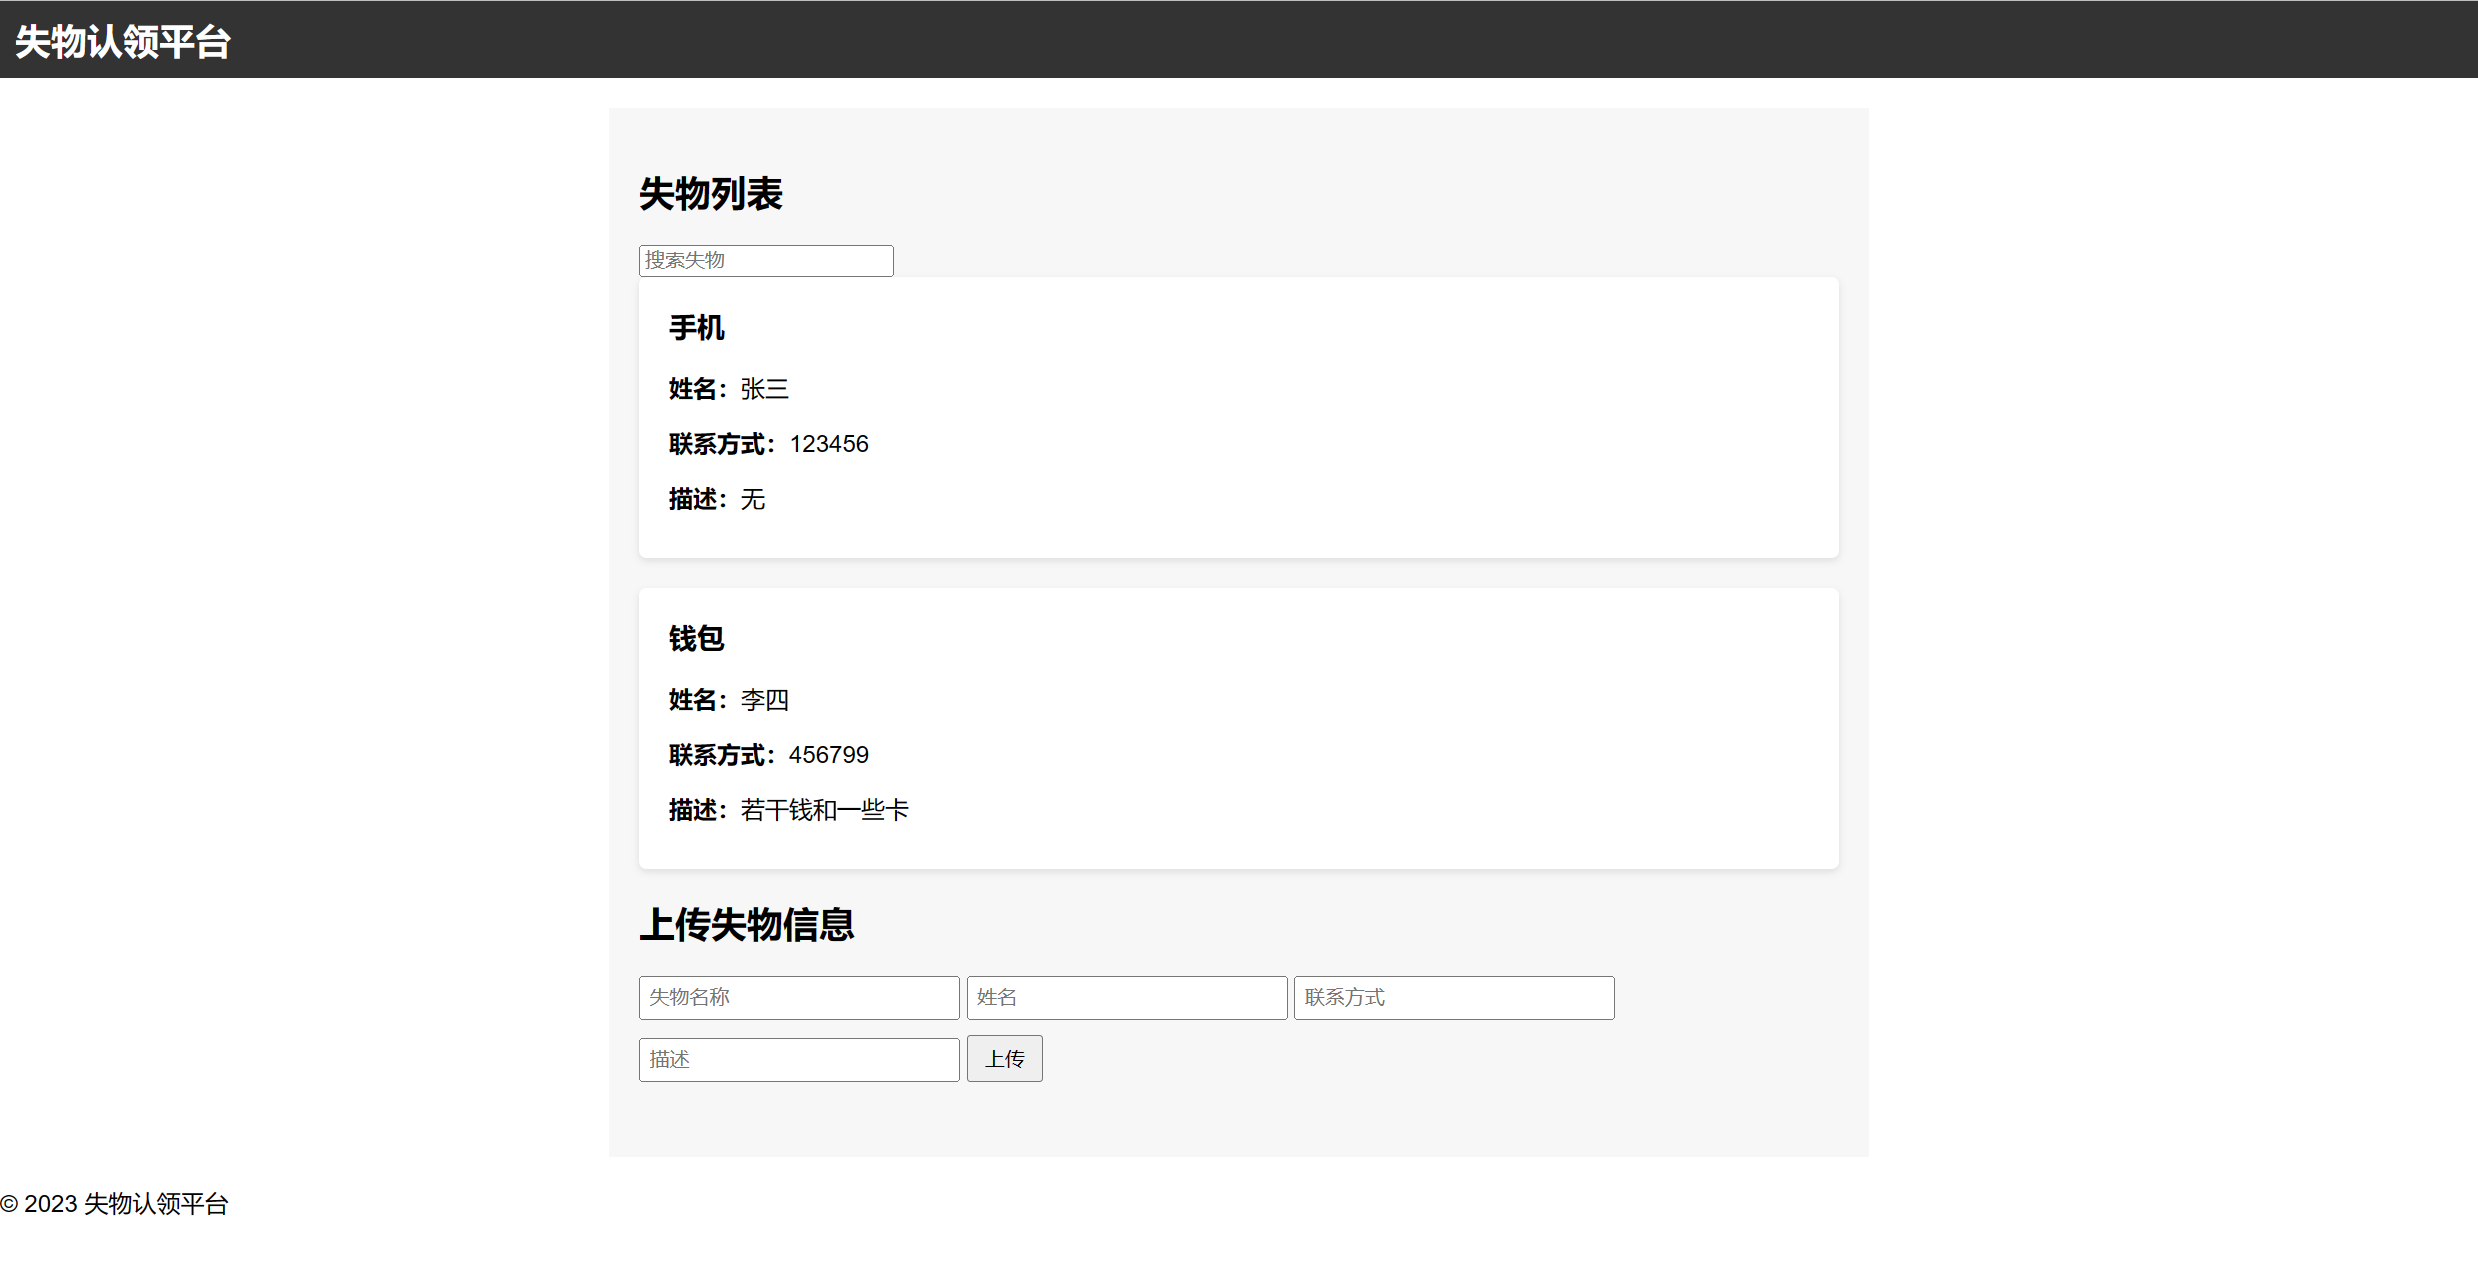 失物认领平台
失物列表
搜索失物
手机
姓名：张三
联系方式：123456
描述：无
钱包
姓名：李四
联系方式：456799
描述：若干钱和一些卡
上传失物信息
失物名称 姓名 联系方式
描述 上传
© 2023 失物认领平台